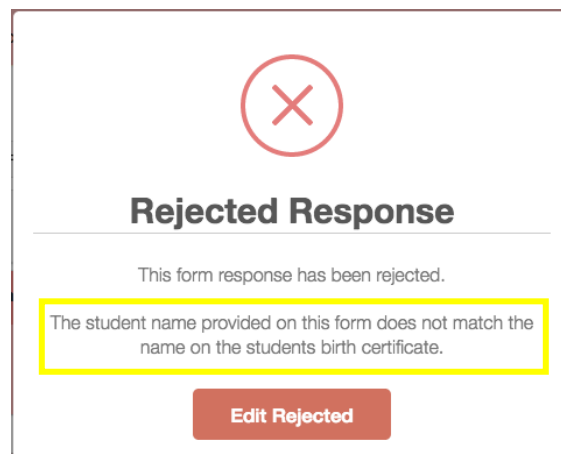 Rejected Response
This form response has been rejected.
The student name provided on this form does not match the
name on the students birth certificate.
Edit Rejected